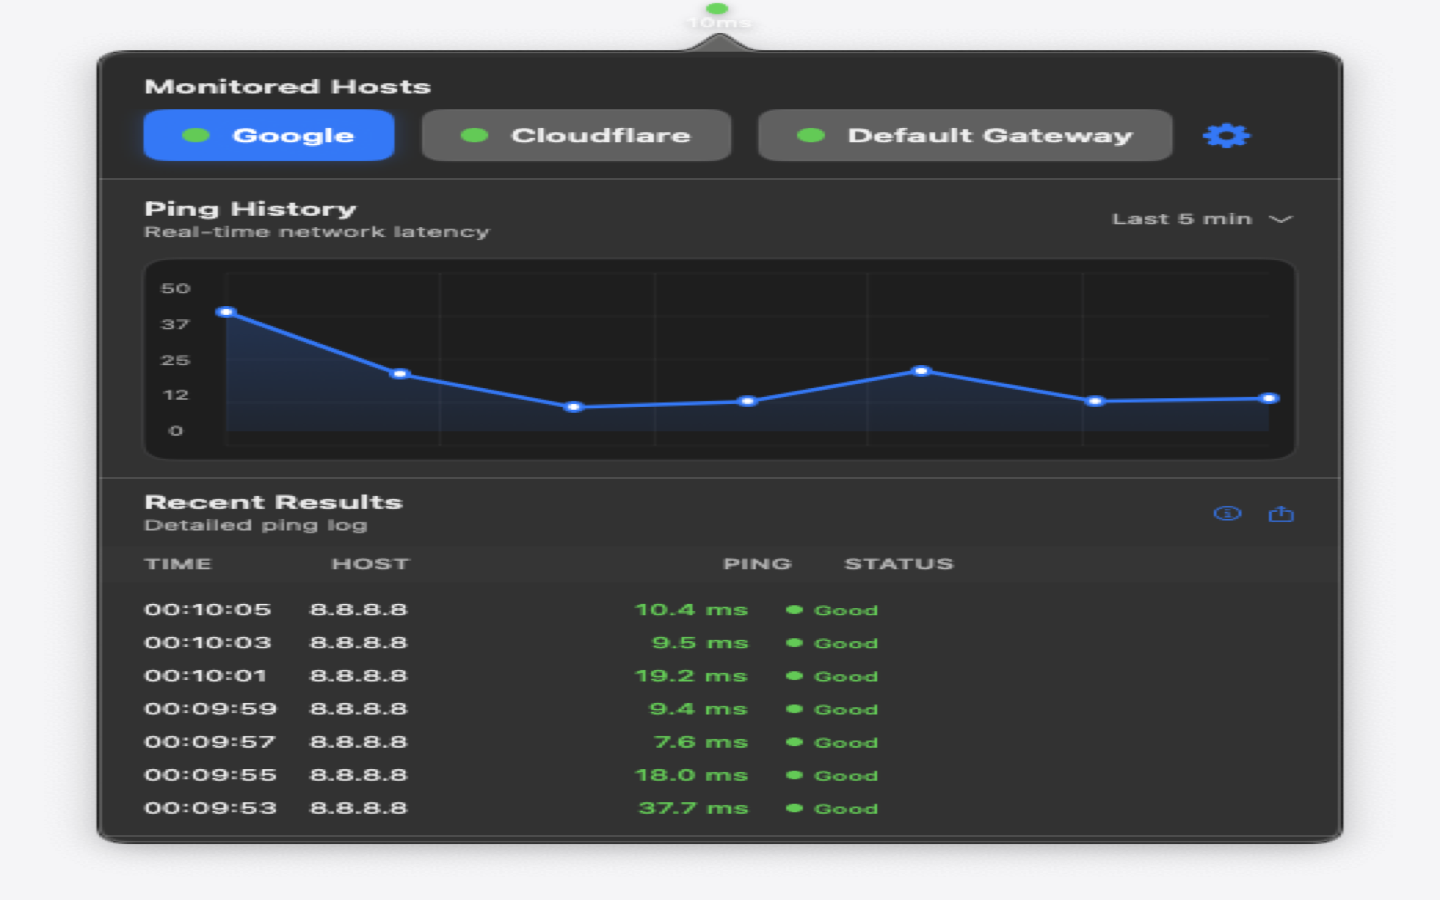 10ms
Monitored Hosts
Google Cloudflare Default Gateway
Ping History
Real-time network latency
Last 5 min
50
37
25
12
0
Recent Results
Detailed ping log
TIME HOST PING STATUS
00:10:05 8.8.8.8 10.4 ms Good
00:10:03 8.8.8.8 9.5 ms Good
00:10:01 8.8.8.8 19.2 ms Good
00:09:59 8.8.8.8 9.4 ms Good
00:09:57 8.8.8.8 7.6 ms Good
00:09:55 8.8.8.8 18.0 ms Good
00:09:53 8.8.8.8 37.7 ms Good